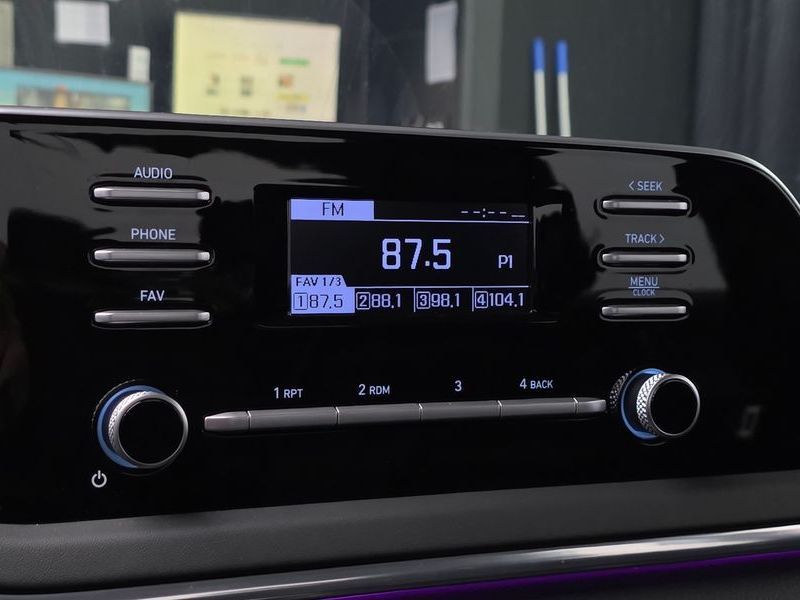 AUDIO
PHONE
FAV
FM --:-- --
87.5 P1
FAV 1/3
1 87.5 2 88.1 3 98.1 4 104.1
< SEEK
TRACK >
MENU
CLOCK
1 RPT 2 RDM 3 4 BACK